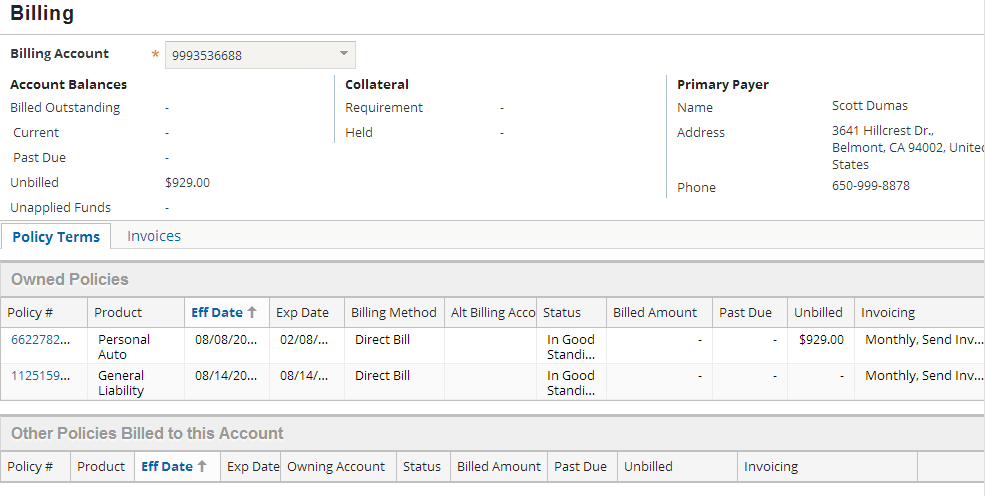 Billing
Billing Account * 9993536688
Account Balances Collateral Primary Payer
Billed Outstanding - Requirement - Name Scott Dumas
Current - Held - Address 3641 Hillcrest Dr.,
Belmont, CA 94002, United
States
Past Due -
Unbilled $929.00 Phone 650-999-8878
Unapplied Funds -
Policy Terms Invoices
Owned Policies
Policy # Product Eff Date ↑ Exp Date Billing Method Alt Billing Acco Status Billed Amount Past Due Unbilled Invoicing
6622782... Personal Auto 08/08/20... 02/08/... Direct Bill In Good Standi... - - $929.00 Monthly, Send Inv...
1125159... General Liability 08/14/20... 08/14/... Direct Bill In Good Standi... - - - Monthly, Send Inv...
Other Policies Billed to this Account
Policy # Product Eff Date ↑ Exp Date Owning Account Status Billed Amount Past Due Unbilled Invoicing